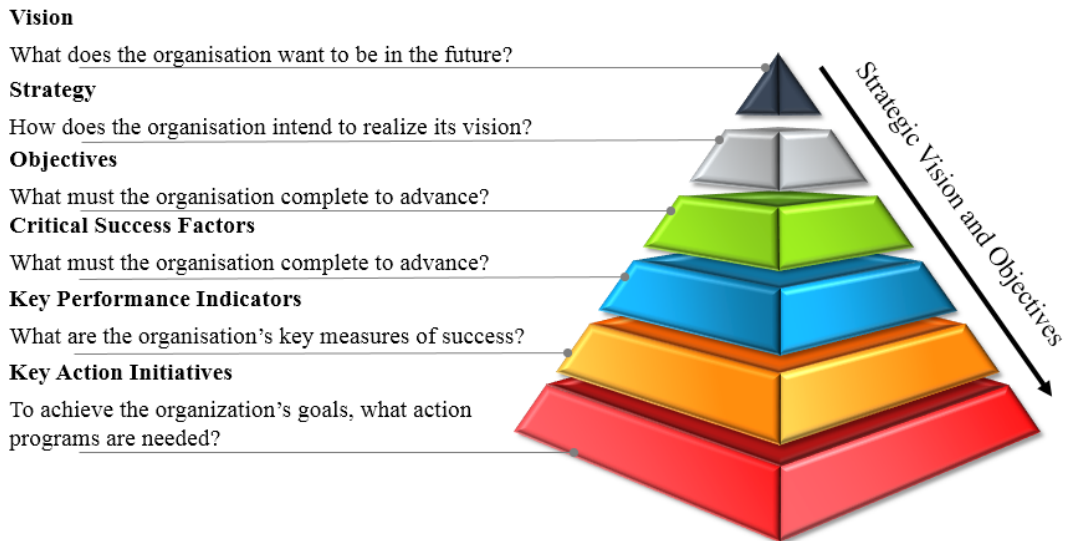 Vision
What does the organisation want to be in the future?
Strategy
How does the organisation intend to realize its vision?
Objectives
What must the organisation complete to advance?
Critical Success Factors
What must the organisation complete to advance?
Key Performance Indicators
What are the organisation’s key measures of success?
Key Action Initiatives
To achieve the organization’s goals, what action
programs are needed?
Strategic Vision and Objectives